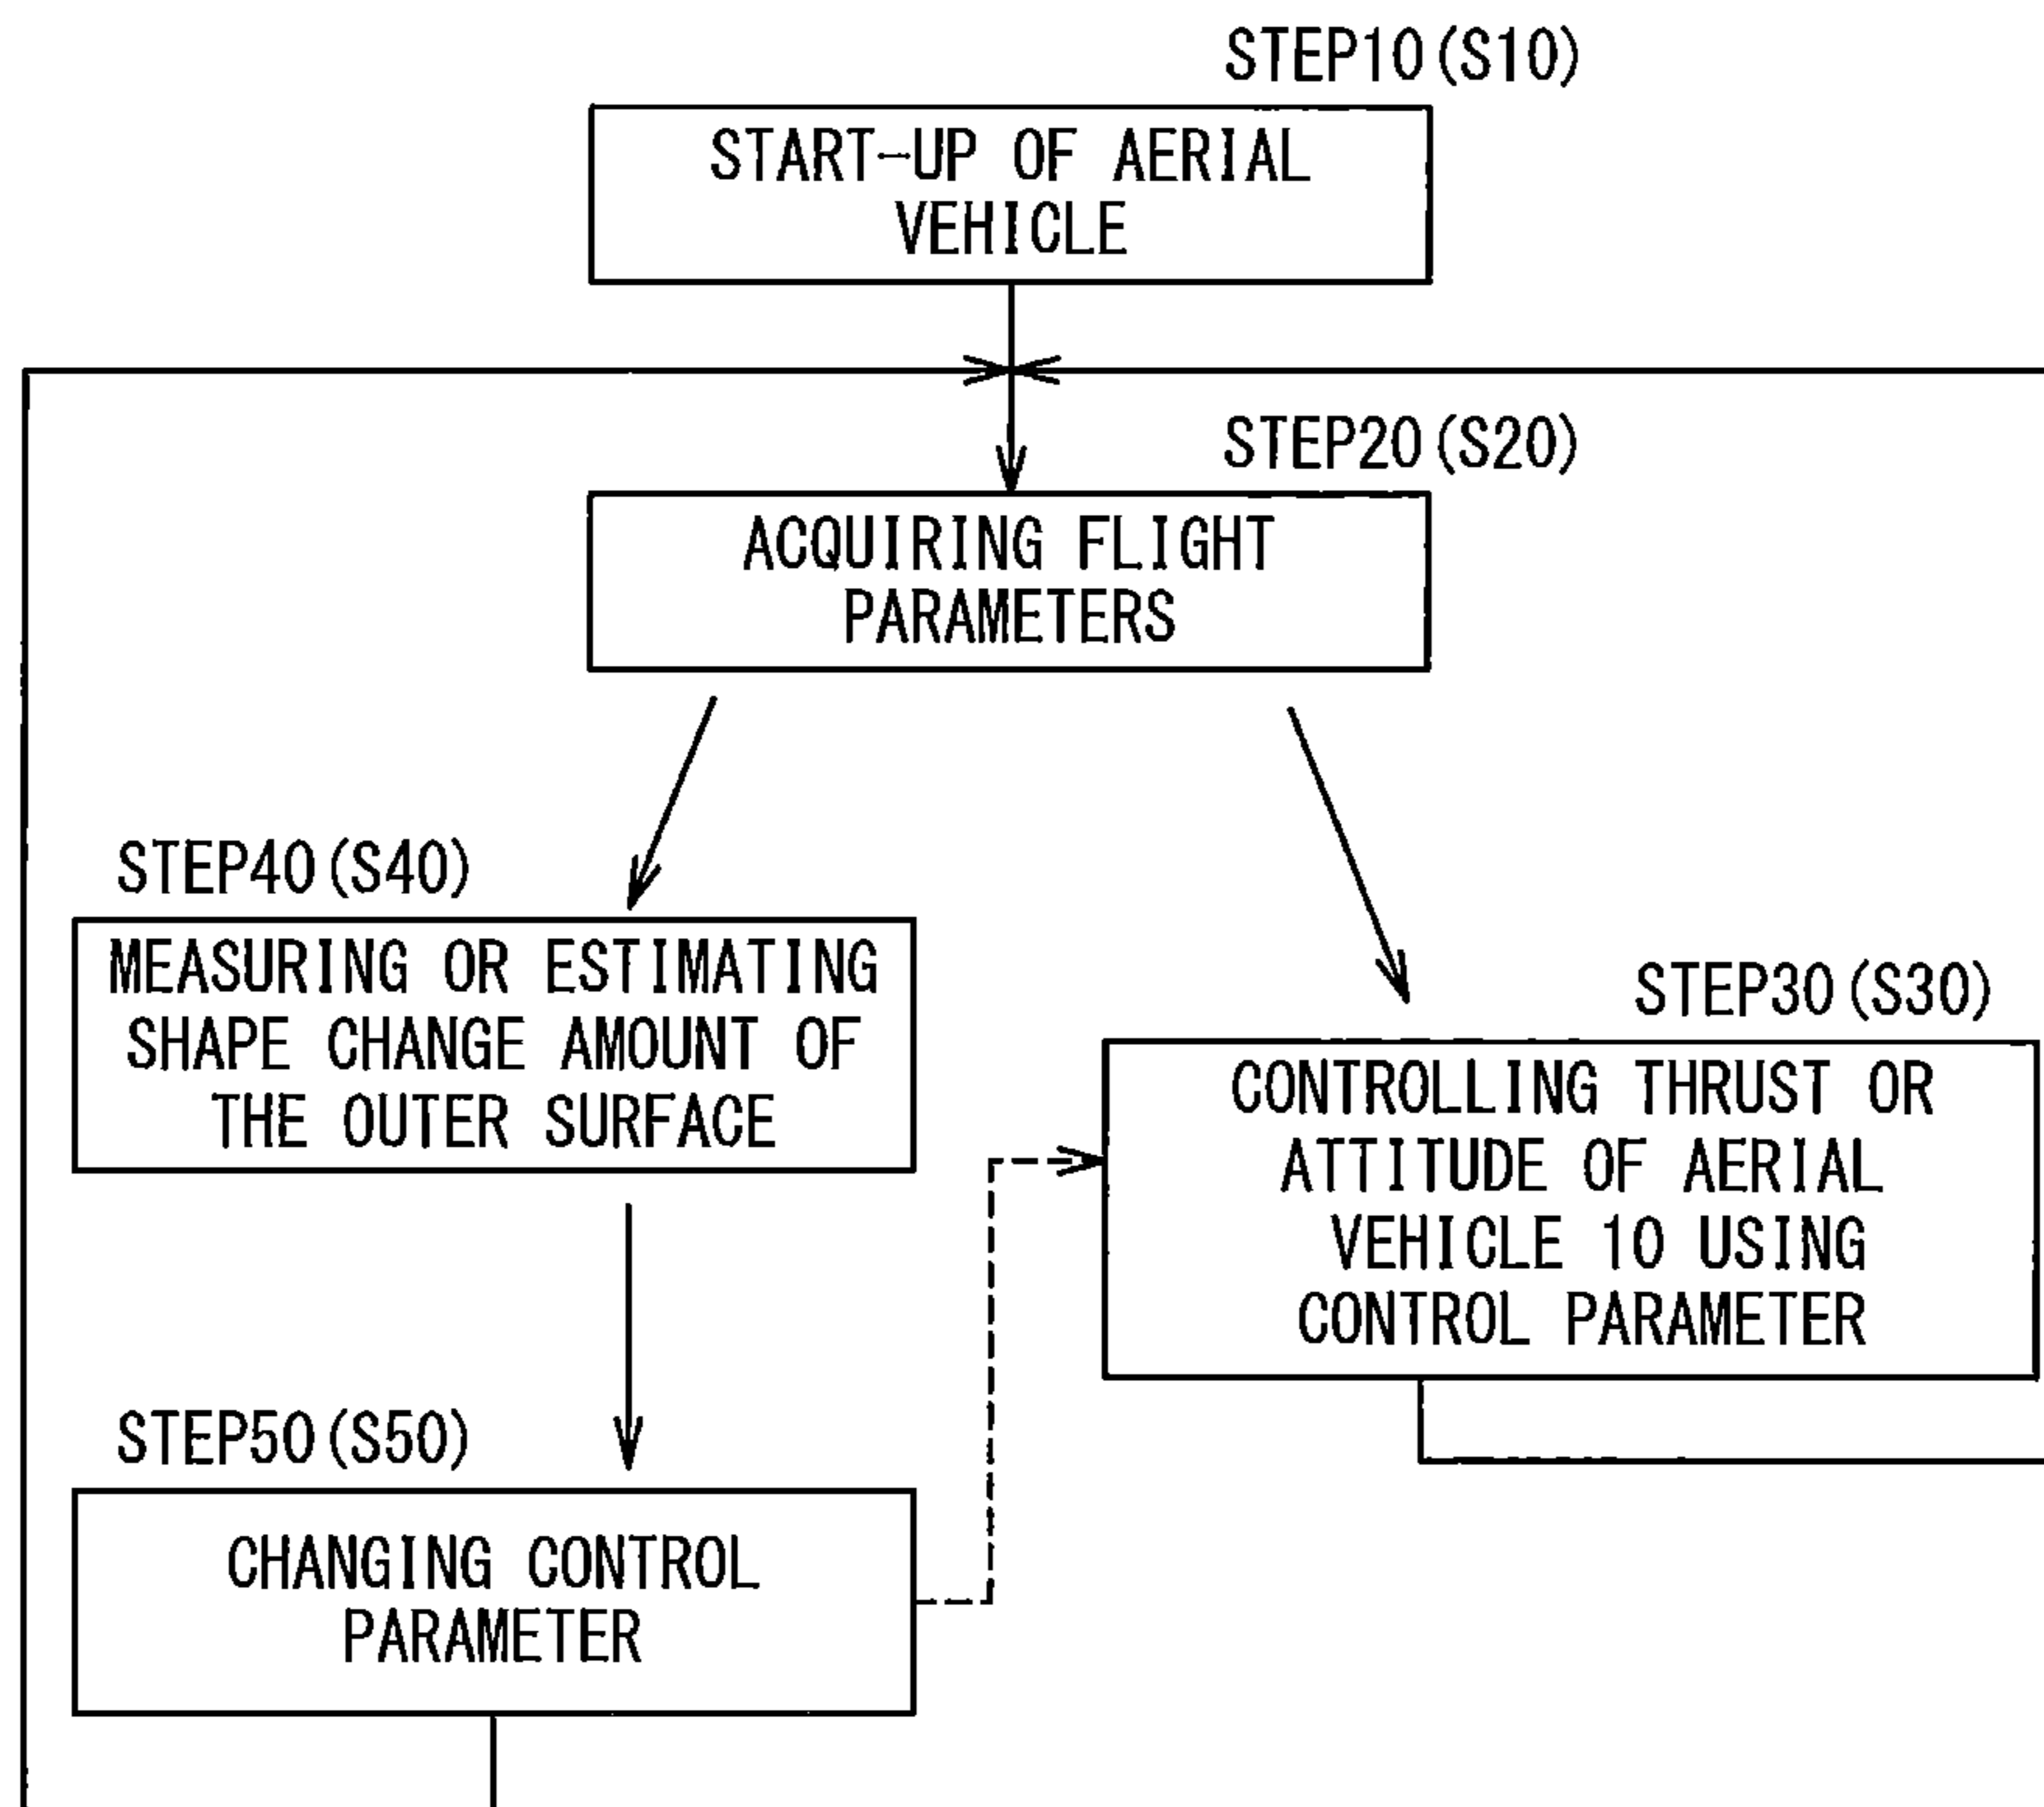 STEP10(S10)
START-UP OF AERIAL
VEHICLE
STEP20(S20)
ACQUIRING FLIGHT
PARAMETERS
STEP40(S40)
MEASURING OR ESTIMATING
SHAPE CHANGE AMOUNT OF
THE OUTER SURFACE
STEP30(S30)
CONTROLLING THRUST OR
ATTITUDE OF AERIAL
VEHICLE 10 USING
CONTROL PARAMETER
STEP50(S50)
CHANGING CONTROL
PARAMETER